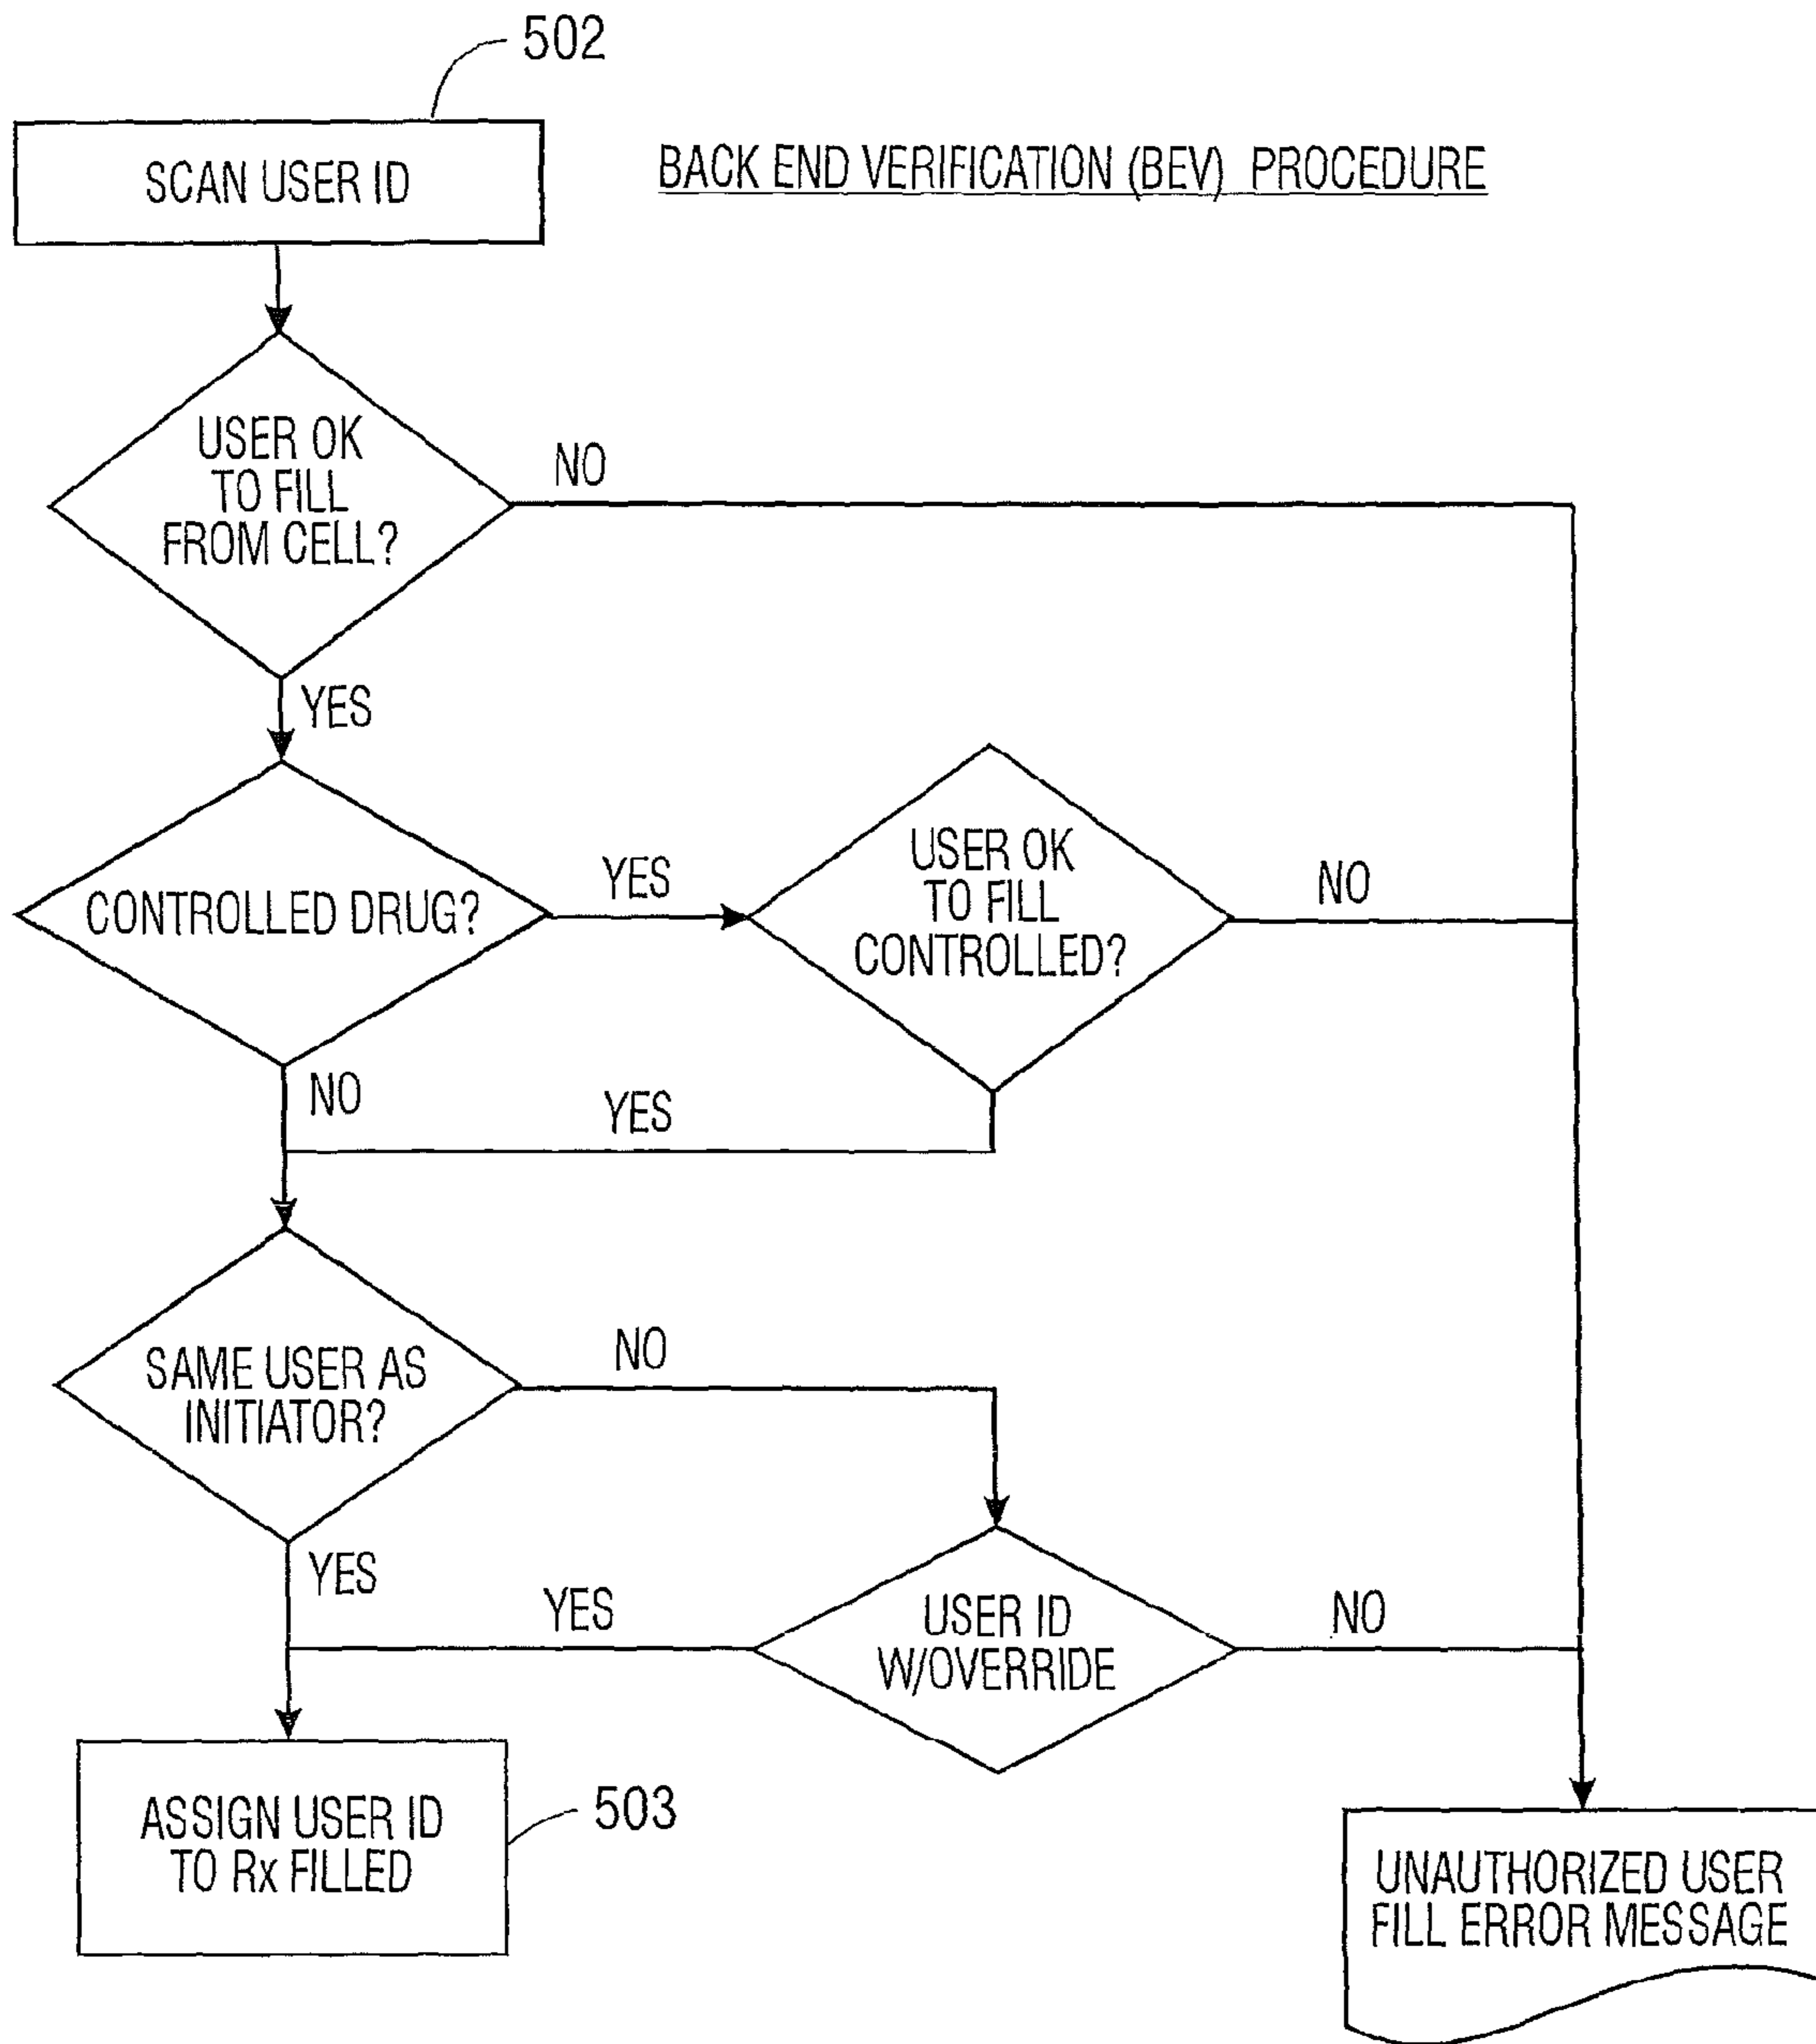 502
SCAN USER ID
BACK END VERIFICATION (BEV) PROCEDURE
USER OK
TO FILL
FROM CELL?
NO
YES
CONTROLLED DRUG?
YES
USER OK
TO FILL
CONTROLLED?
NO
NO
YES
SAME USER AS
INITIATOR?
NO
YES
YES
USER ID
W/OVERRIDE
NO
ASSIGN USER ID
TO Rx FILLED
503
UNAUTHORIZED USER
FILL ERROR MESSAGE